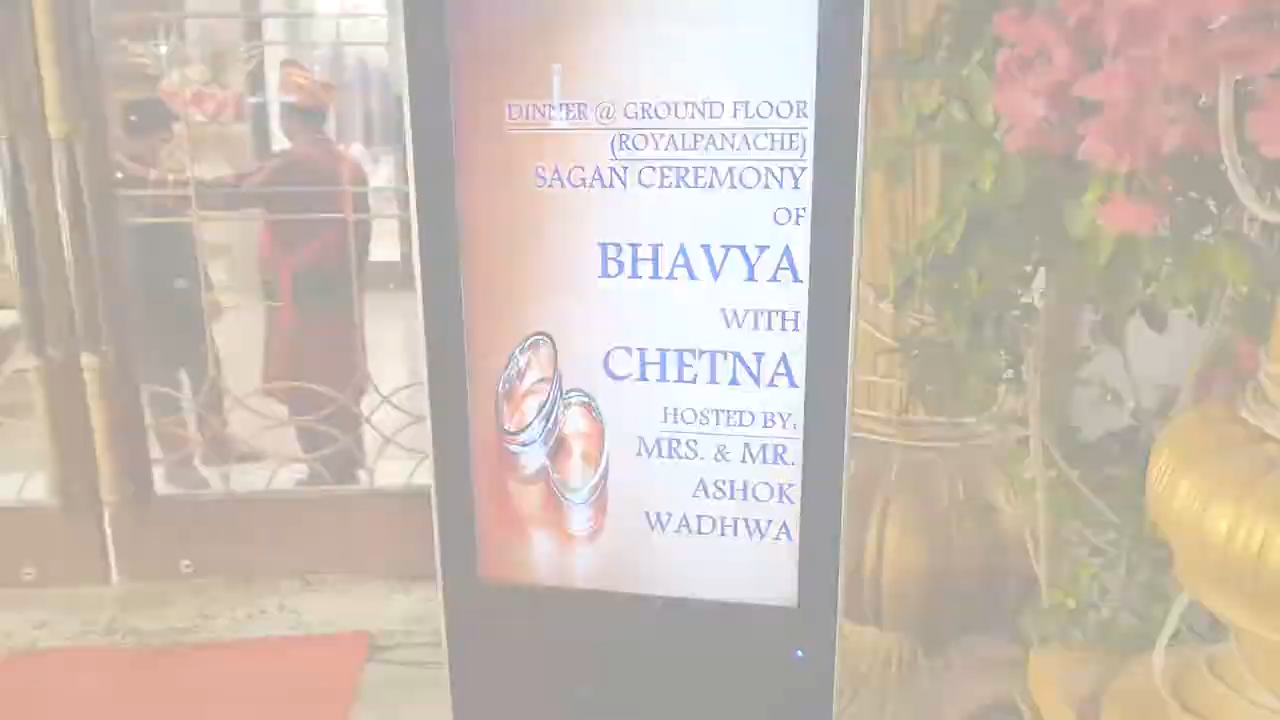 DINNER @ GROUND FLOOR
(ROYALPANACHE)
SAGAN CEREMONY
OF
BHAVYA
WITH
CHETNA
HOSTED BY:
MRS. & MR.
ASHOK
WADHWA